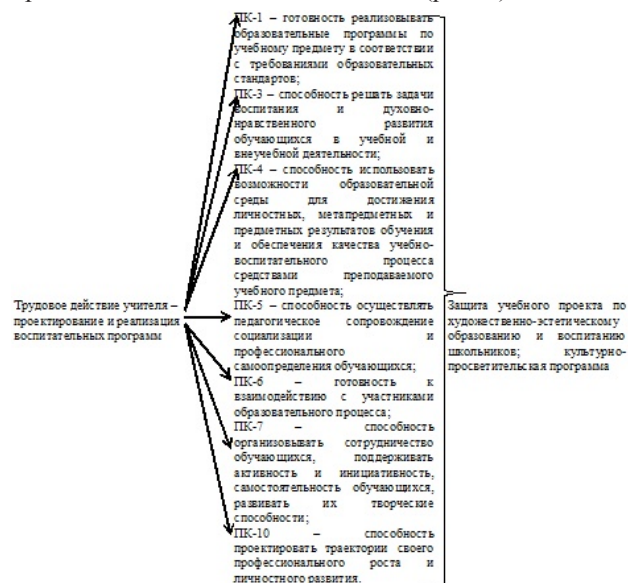 Трудовое действие учителя –
проектирование и реализация
воспитательных программ
ПК-1 – готовность реализовывать
образовательные программы по
учебному предмету в соответствии
с требованиями образовательных
стандартов;
ПК-3 – способность решать задачи
воспитания и духовно-
нравственного развития
обучающихся в учебной и
внеучебной деятельности;
ПК-4 – способность использовать
возможности образовательной
среды для достижения
личностных, метапредметных и
предметных результатов обучения
и обеспечения качества учебно-
воспитательного процесса
средствами преподаваемого
учебного предмета;
ПК-5 – способность осуществлять
педагогическое сопровождение
социализации и
профессионального
самоопределения обучающихся;
ПК-6 – готовность к
взаимодействию с участниками
образовательного процесса;
ПК-7 – способность
организовывать сотрудничество
обучающихся, поддерживать
активность и инициативность,
самостоятельность обучающихся,
развивать их творческие
способности;
ПК-10 – способность
проектировать траектории своего
профессионального роста и
личностного развития.
Защита учебного проекта по
художественно-эстетическому
образованию и воспитанию
школьников; культурно-
просветительская программа